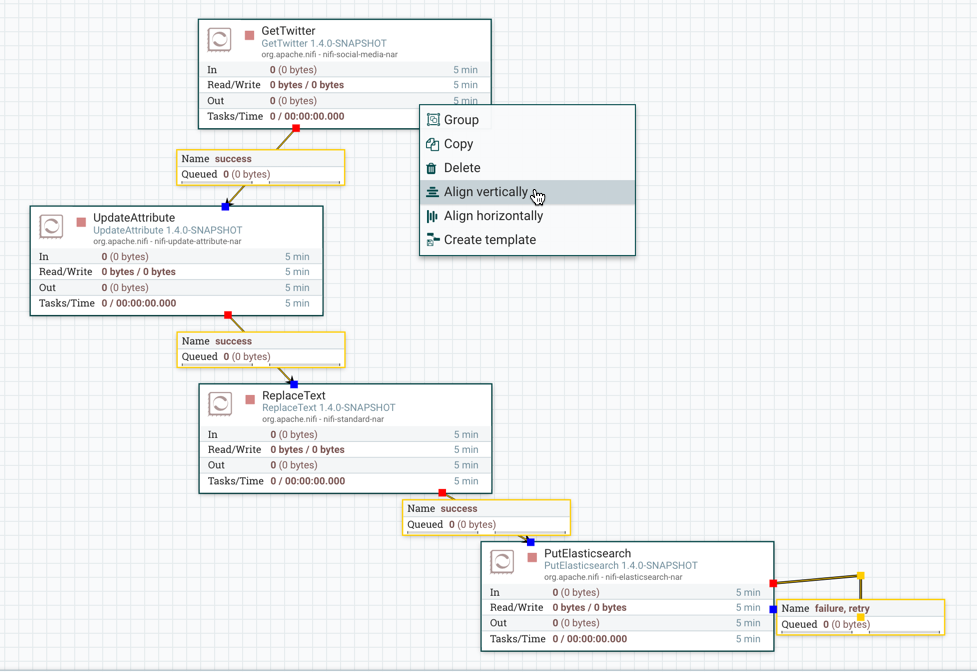 GetTwitter
GetTwitter 1.4.0-SNAPSHOT
org.apache.nifi - nifi-social-media-nar
In 0 (0 bytes) 5 min
Read/Write 0 bytes / 0 bytes 5 min
Out 0 (0 bytes) 5 min
Tasks/Time 0 / 00:00:00.000
Group
Copy
Delete
Align vertically
Align horizontally
Create template
Name success
Queued 0 (0 bytes)
UpdateAttribute
UpdateAttribute 1.4.0-SNAPSHOT
org.apache.nifi - nifi-update-attribute-nar
In 0 (0 bytes) 5 min
Read/Write 0 bytes / 0 bytes 5 min
Out 0 (0 bytes) 5 min
Tasks/Time 0 / 00:00:00.000 5 min
Name success
Queued 0 (0 bytes)
ReplaceText
ReplaceText 1.4.0-SNAPSHOT
org.apache.nifi - nifi-standard-nar
In 0 (0 bytes) 5 min
Read/Write 0 bytes / 0 bytes 5 min
Out 0 (0 bytes) 5 min
Tasks/Time 0 / 00:00:00.000 5 min
Name success
Queued 0 (0 bytes)
PutElasticsearch
PutElasticsearch 1.4.0-SNAPSHOT
org.apache.nifi - nifi-elasticsearch-nar
In 0 (0 bytes) 5 min
Read/Write 0 bytes / 0 bytes 5 min
Out 0 (0 bytes) 5 min
Tasks/Time 0 / 00:00:00.000 5 min
Name failure, retry
Queued 0 (0 bytes)